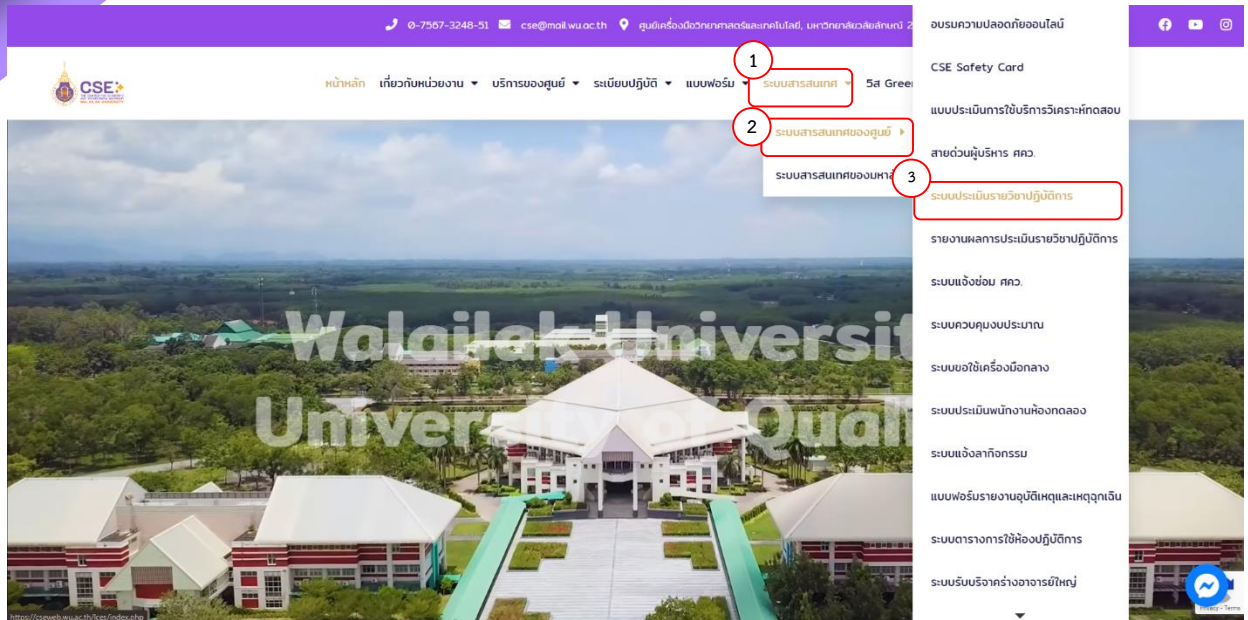 0-7567-3248-51 cse@mail.wu.ac.th ศูนย์เครื่องมือวิทยาศาสตร์และเทคโนโลยี, มหาวิทยาลัยวลัยลักษณ์ 2
CSE
หน้าหลัก เกี่ยวกับหน่วยงาน บริการของศูนย์ ระเบียบปฏิบัติ แบบฟอร์ม ระบบสารสนเทศ 5ส Gree
1
2
ระบบสารสนเทศของศูนย์
ระบบสารสนเทศของมหา
3
อบรมความปลอดภัยออนไลน์
CSE Safety Card
แบบประเมินการใช้บริการวิเคราะห์ทดสอบ
สายด่วนผู้บริหาร ศคว.
ระบบประเมินรายวิชาปฏิบัติการ
รายงานผลการประเมินรายวิชาปฏิบัติการ
ระบบแจ้งซ่อม ศคว.
ระบบควบคุมงบประมาณ
ระบบขอใช้เครื่องมือกลาง
ระบบประเมินพนักงานห้องทดลอง
ระบบแจ้งลากิจกรรม
แบบฟอร์มรายงานอุบัติเหตุและเหตุฉุกเฉิน
ระบบตารางการใช้ห้องปฏิบัติการ
ระบบรับบริจาคร่างอาจารย์ใหญ่
Walailak Universit
University of Quali
https://cseweb.wu.ac.th/lces/index.php
Privacy - Terms